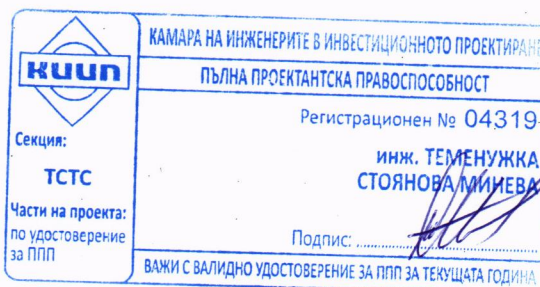 КАМАРА НА ИНЖЕНЕРИТЕ В ИНВЕСТИЦИОННОТО ПРОЕКТИРАНЕ
ПЪЛНА ПРОЕКТАНТСКА ПРАВОСПОСОБНОСТ
КИИП
Секция:
ТСТС
Части на проекта:
по удостоверение
за ППП
Регистрационен № 04319
инж. ТЕМЕНУЖКА
СТОЯНОВА МИНЕВА
Подпис:
ВАЖИ С ВАЛИДНО УДОСТОВЕРЕНИЕ ЗА ППП ЗА ТЕКУЩАТА ГОДИНА